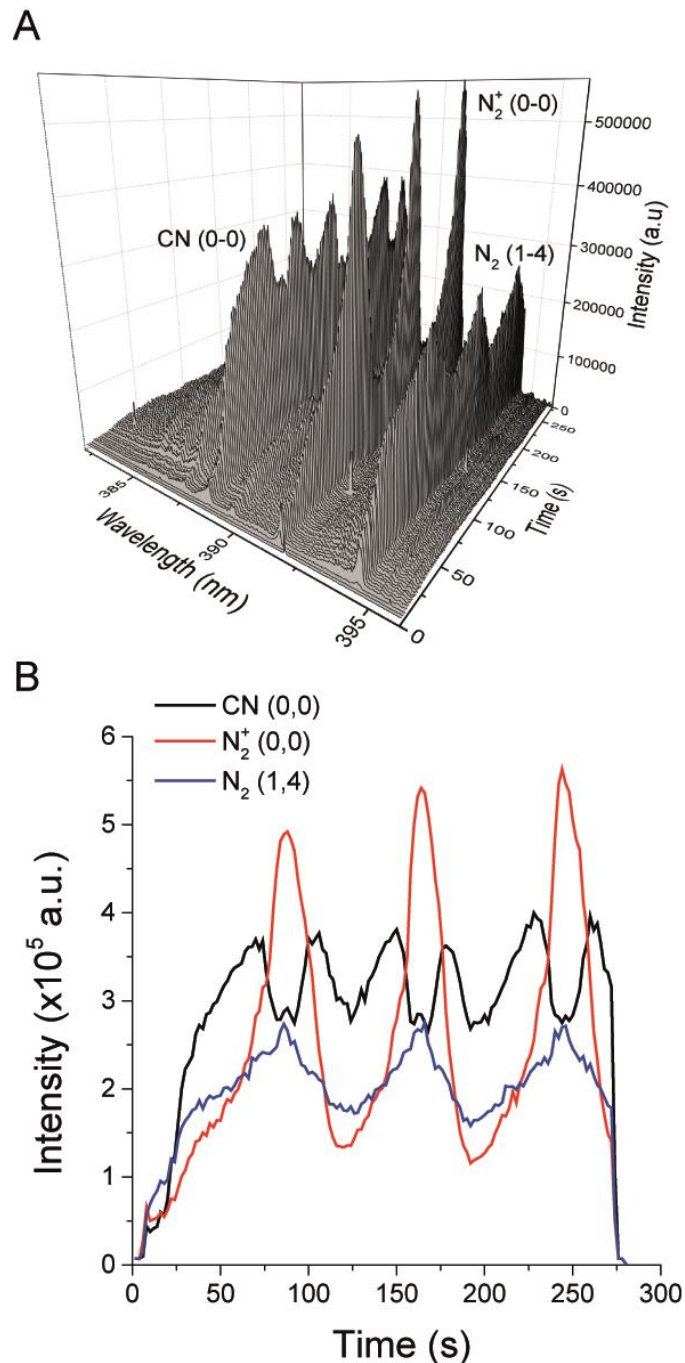 A
N₂⁺ (0-0)
CN (0-0)
N₂ (1-4)
500000
400000
300000
200000
100000
0
Intensity (a.u)
385
390
395
Wavelength (nm)
0
50
100
150
200
250
Time (s)
B
CN (0,0)
N₂⁺ (0,0)
N₂ (1,4)
6
5
4
3
2
1
0
Intensity (x10⁵ a.u.)
0 50 100 150 200 250 300
Time (s)